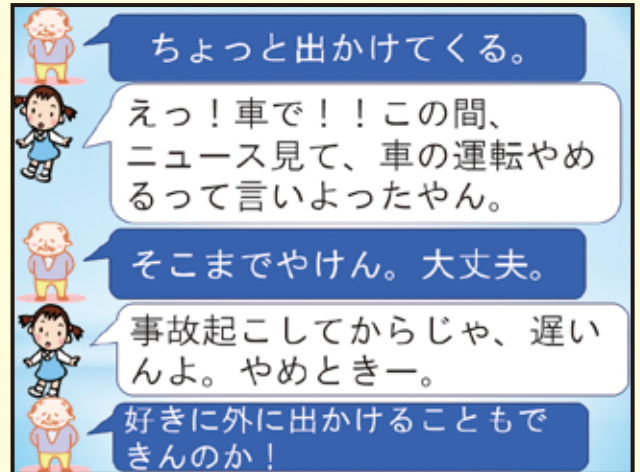 ちょっと出かけてくる。
えっ！車で！！この間、
ニュース見て、車の運転やめ
るって言いよったやん。
そこまでやけん。大丈夫。
事故起こしてからじゃ、遅い
んよ。やめときー。
好きに外に出かけることもで
きんのか！